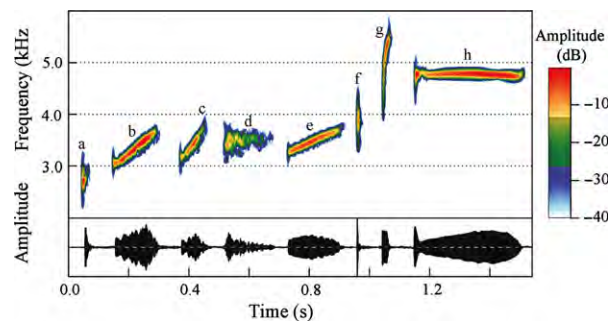 Frequency (kHz
5.0
4.0
3.0
a
b
c
d
e
f
g
h
Amplitude
(dB)
−10
−20
−30
−40
Amplitude
0.0
0.4
0.8
1.2
Time (s)